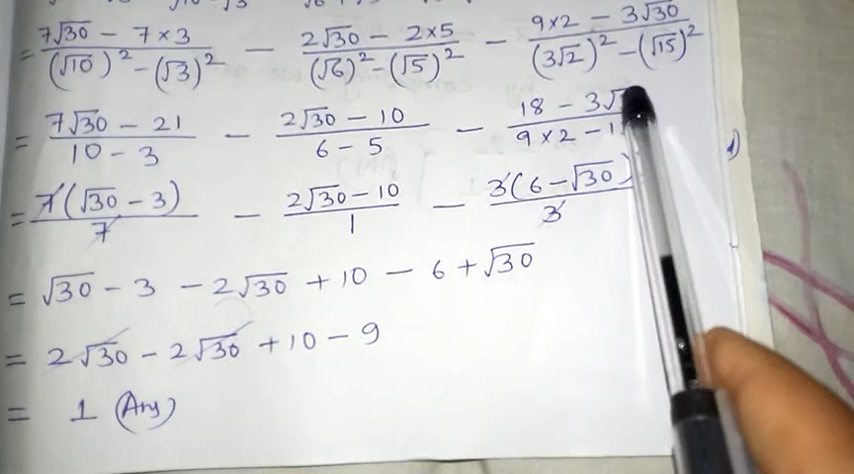 = (7√30 − 7×3)/((√10)² − (√3)²) − (2√30 − 2×5)/((√6)² − (√5)²) − (9×2 − 3√30)/((3√2)² − (√15)²)
= (7√30 − 21)/(10 − 3) − (2√30 − 10)/(6 − 5) − (18 − 3√)/(9×2 − 1)
= 7(√30 − 3)/7 − (2√30 − 10)/1 − 3(6 − √30)/3
= √30 − 3 − 2√30 + 10 − 6 + √30
= 2√30 − 2√30 + 10 − 9
= 1 (Ans)